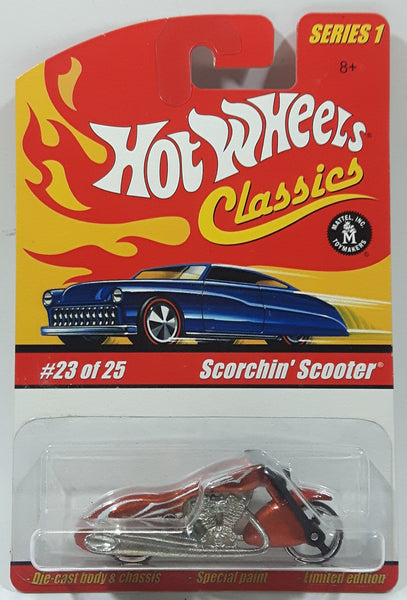 SERIES 1
8+
HOT WHEELS®
Classics
MATTEL, INC.
M
TOYMAKERS
®
#23 of 25 Scorchin' Scooter®
Die-cast body & chassis Special paint Limited edition